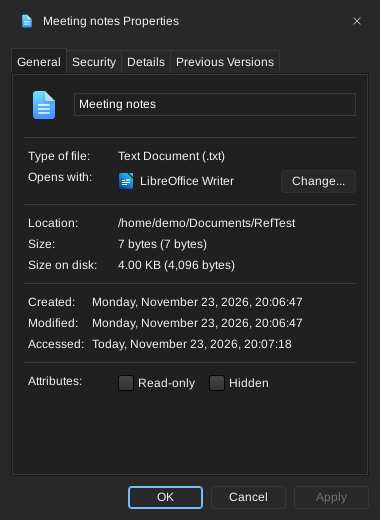 Meeting notes Properties
General Security Details Previous Versions
Meeting notes
Type of file: Text Document (.txt)
Opens with: LibreOffice Writer Change...
Location: /home/demo/Documents/RefTest
Size: 7 bytes (7 bytes)
Size on disk: 4.00 KB (4,096 bytes)
Created: Monday, November 23, 2026, 20:06:47
Modified: Monday, November 23, 2026, 20:06:47
Accessed: Today, November 23, 2026, 20:07:18
Attributes: Read-only Hidden
OK Cancel Apply